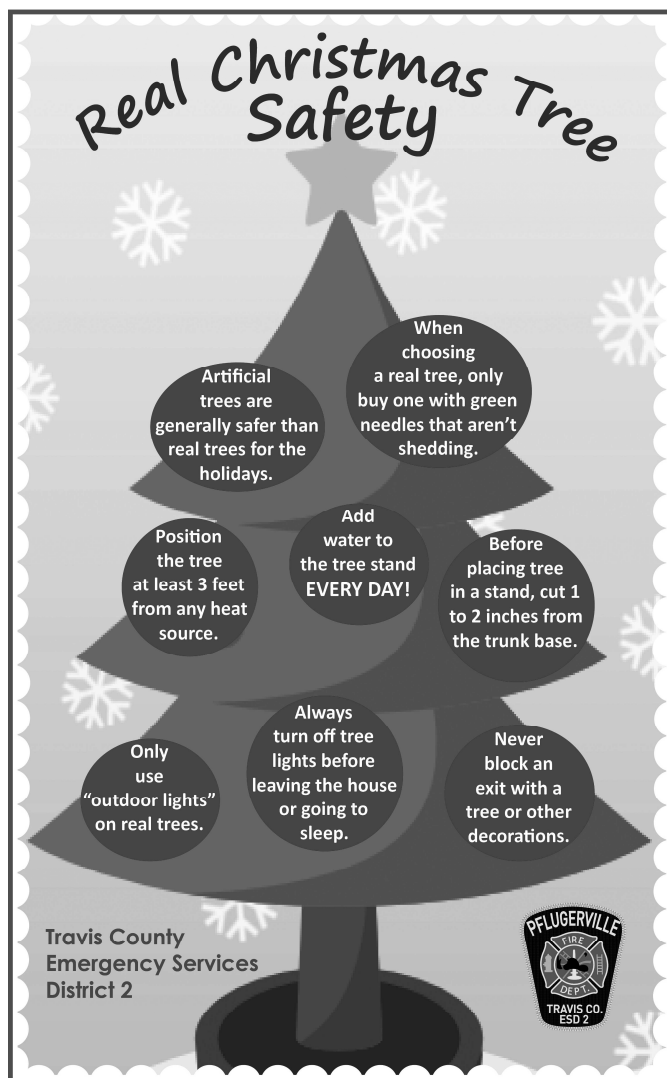 Real Christmas Tree
Safety
Artificial
trees are
generally safer than
real trees for the
holidays.
When
choosing
a real tree, only
buy one with green
needles that aren't
shedding.
Position
the tree
at least 3 feet
from any heat
source.
Add
water to
the tree stand
EVERY DAY!
Before
placing tree
in a stand, cut 1
to 2 inches from
the trunk base.
Only
use
“outdoor lights”
on real trees.
Always
turn off tree
lights before
leaving the house
or going to
sleep.
Never
block an
exit with a
tree or other
decorations.
Travis County
Emergency Services
District 2
PFLUGERVILLE
FIRE
DEPT.
TRAVIS CO.
ESD 2